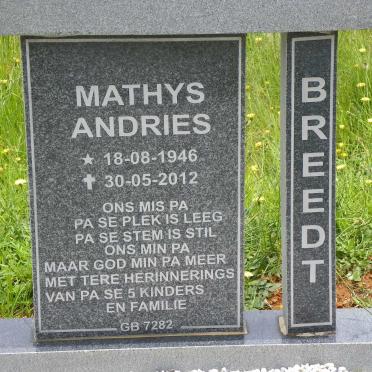 MATHYS
ANDRIES
★ 18-08-1946
✝ 30-05-2012
ONS MIS PA
PA SE PLEK IS LEEG
PA SE STEM IS STIL
ONS MIN PA
MAAR GOD MIN PA MEER
MET TERE HERINNERINGS
VAN PA SE 5 KINDERS
EN FAMILIE
GB 7282
BREEDT